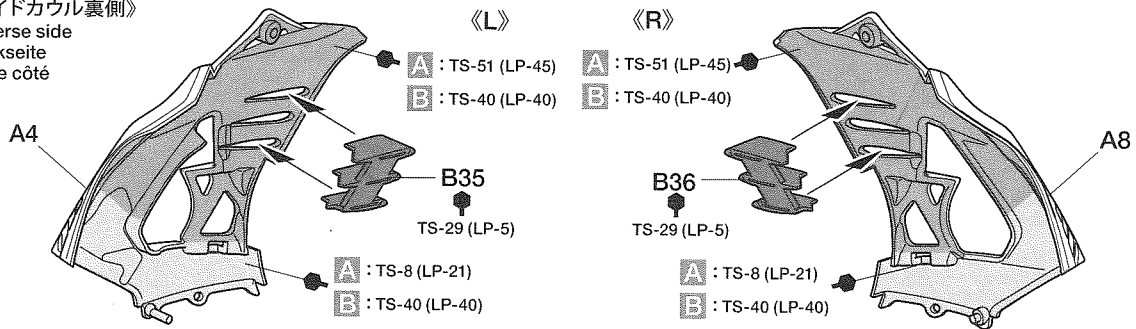 イドカウル裏側》
erse side
kseite
e côté
《L》
《R》
A : TS-51 (LP-45)
B : TS-40 (LP-40)
A : TS-51 (LP-45)
B : TS-40 (LP-40)
A4
A8
B35
TS-29 (LP-5)
B36
TS-29 (LP-5)
A : TS-8 (LP-21)
B : TS-40 (LP-40)
A : TS-8 (LP-21)
B : TS-40 (LP-40)